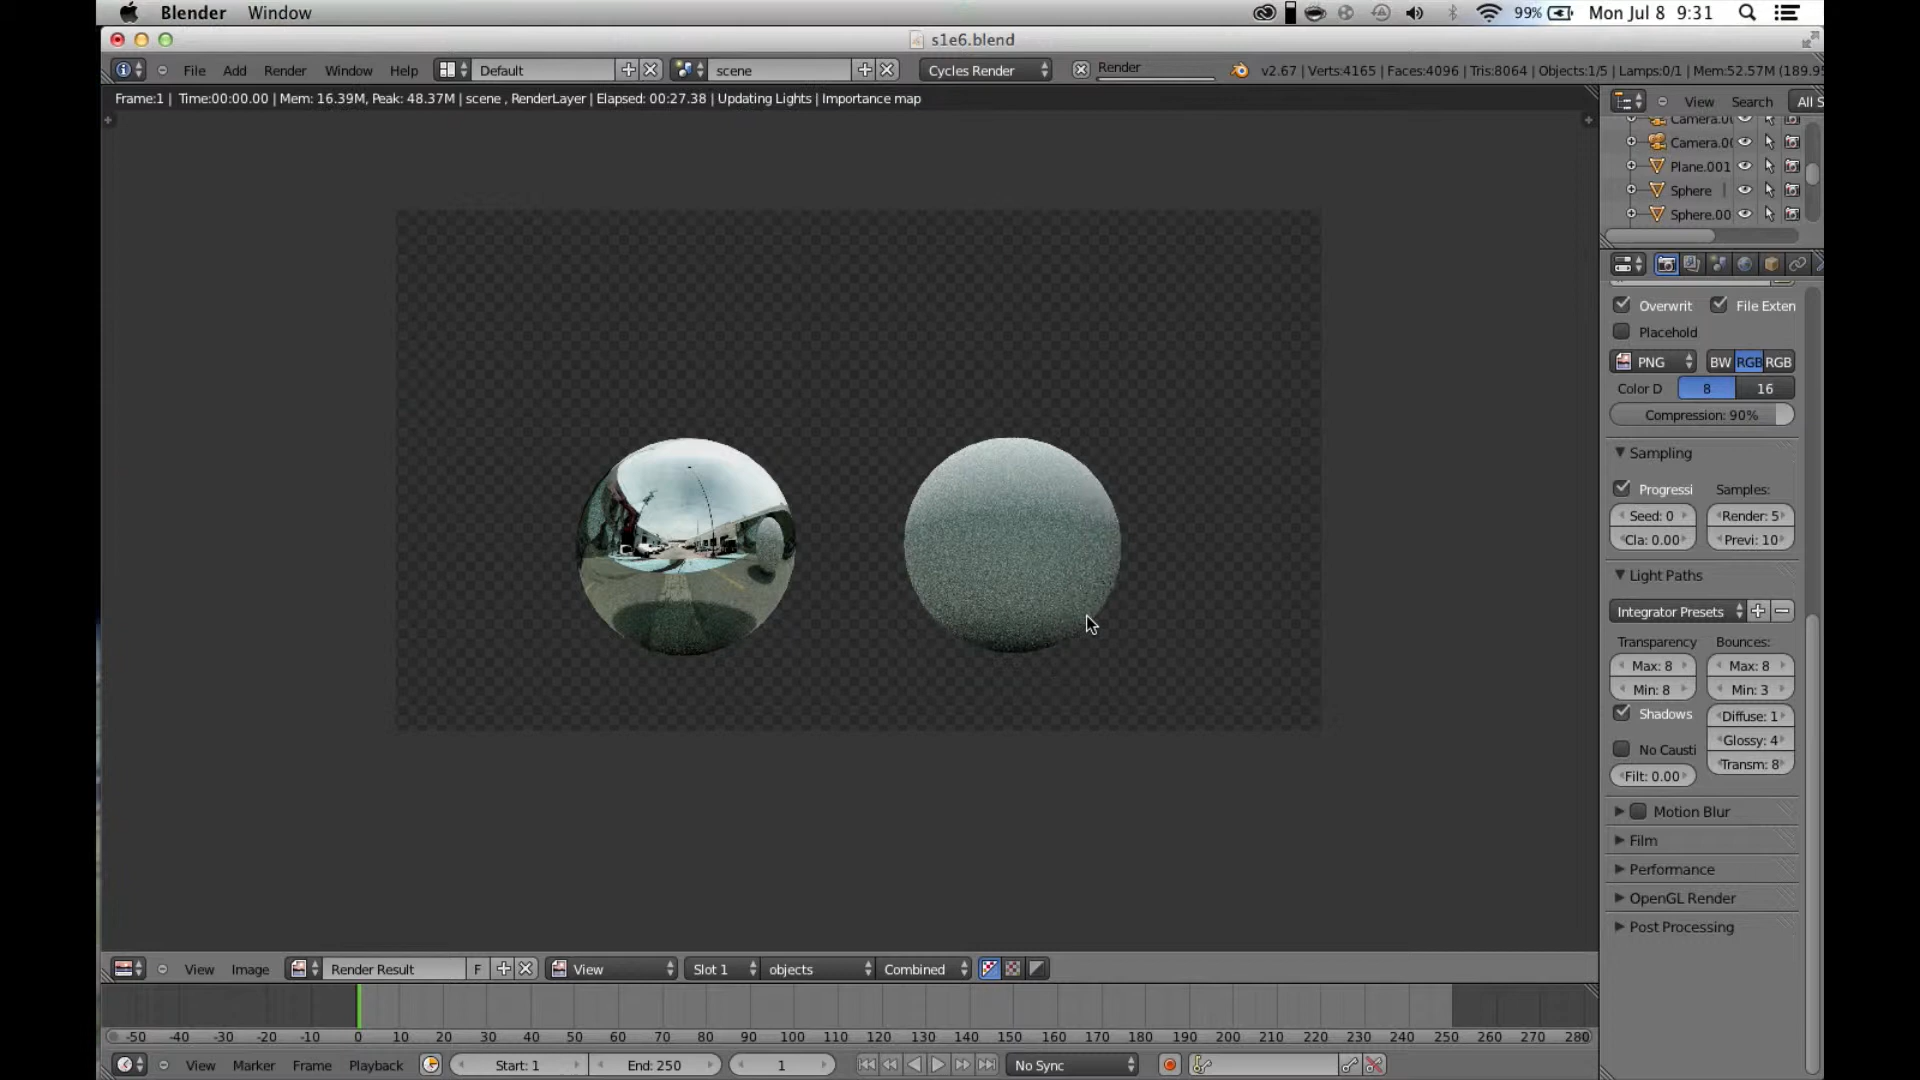 Blender Window 99% Mon Jul 8 9:31
s1e6.blend
File Add Render Window Help Default scene Cycles Render Render v2.67 | Verts:4165 | Faces:4096 | Tris:8064 | Objects:1/5 | Lamps:0/1 | Mem:52.57M (189.95
Frame:1 | Time:00:00.00 | Mem: 16.39M, Peak: 48.37M | scene , RenderLayer | Elapsed: 00:27.38 | Updating Lights | Importance map
View Search All S
Camera.00
Camera.00
Plane.001
Sphere
Sphere.00
Overwrit File Exten
Placehold
PNG BW RGB RGB
Color D 8 16
Compression: 90%
Sampling
Progressi Samples:
Seed: 0 Render: 5
Cla: 0.00 Previ: 10
Light Paths
Integrator Presets
Transparency Bounces:
Max: 8 Max: 8
Min: 8 Min: 3
Shadows Diffuse: 1
Glossy: 4
No Causti
Transm: 8
Filt: 0.00
Motion Blur
Film
Performance
OpenGL Render
Post Processing
View Image Render Result F View Slot 1 objects Combined
-50 -40 -30 -20 -10 0 10 20 30 40 50 60 70 80 90 100 110 120 130 140 150 160 170 180 190 200 210 220 230 240 250 260 270 280
View Marker Frame Playback Start: 1 End: 250 1 No Sync